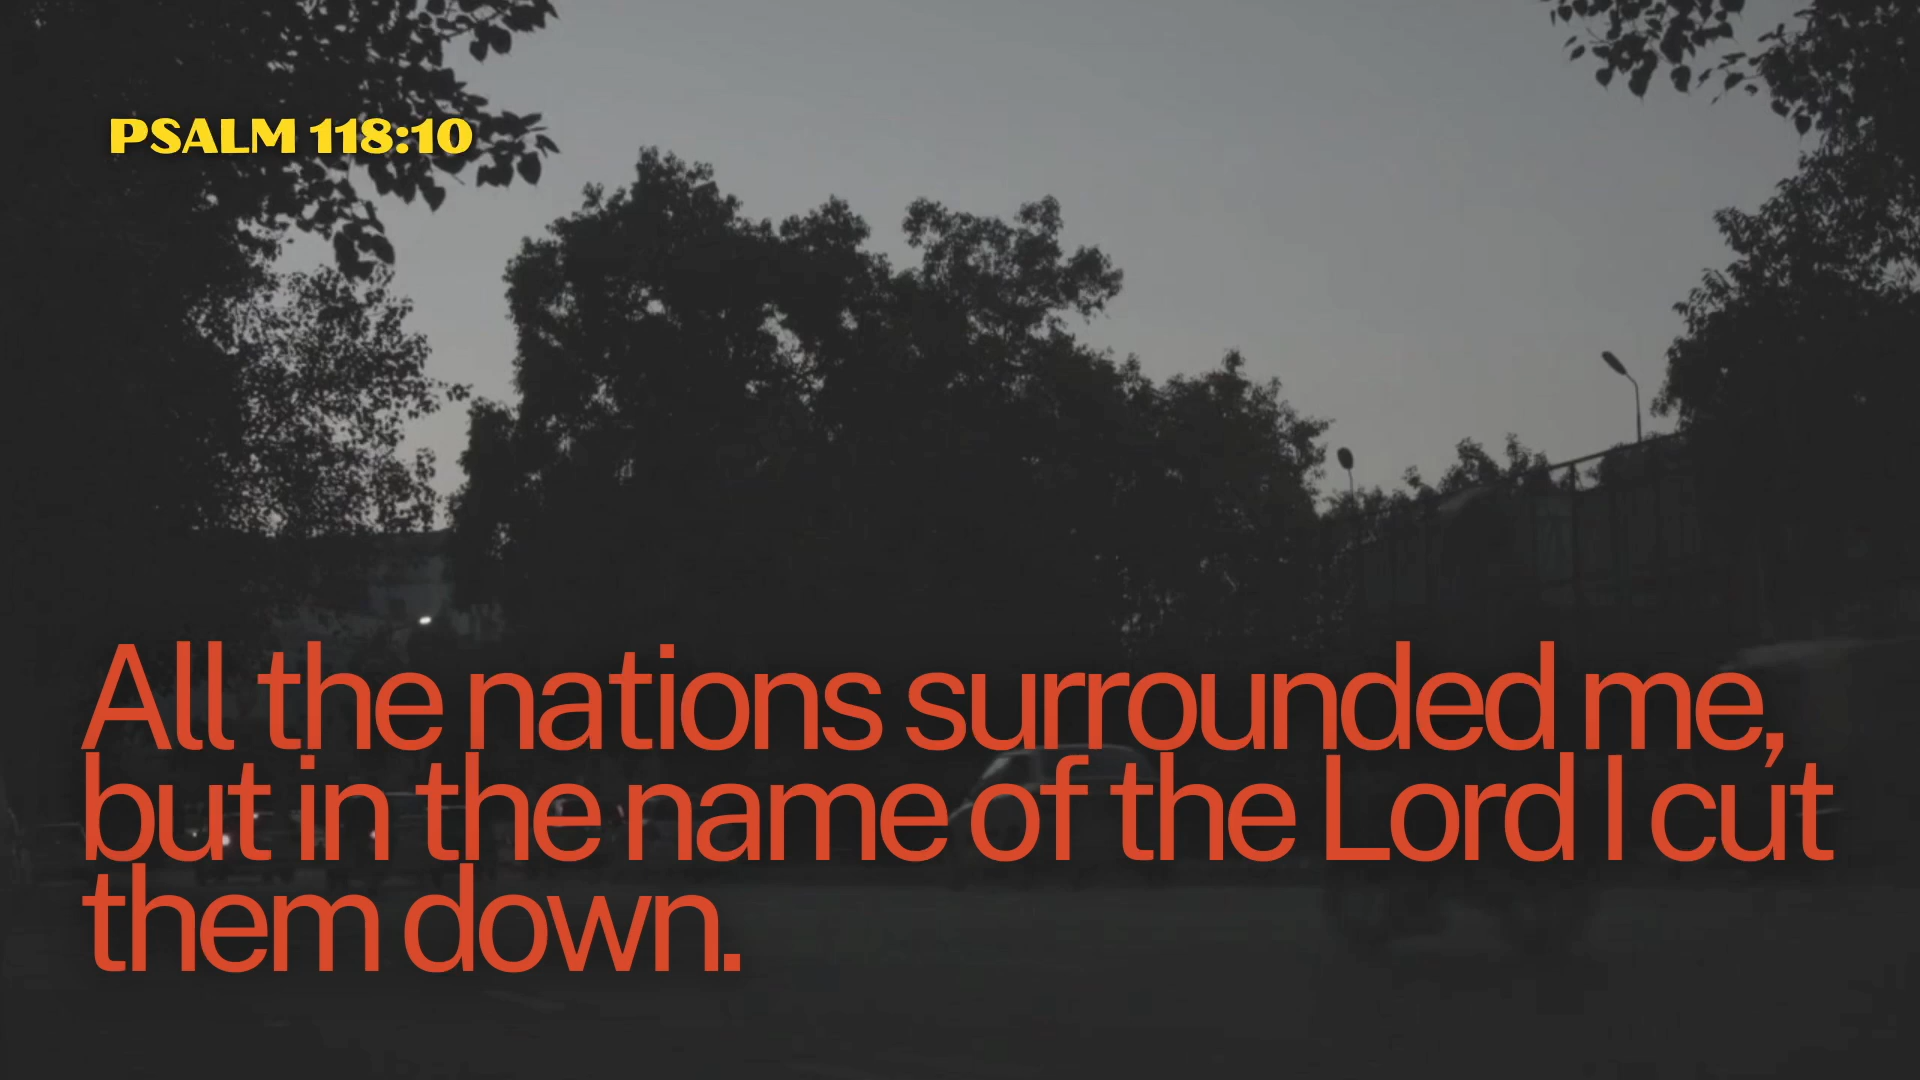 PSALM 118:10
All the nations surrounded me,
but in the name of the Lord I cut
them down.